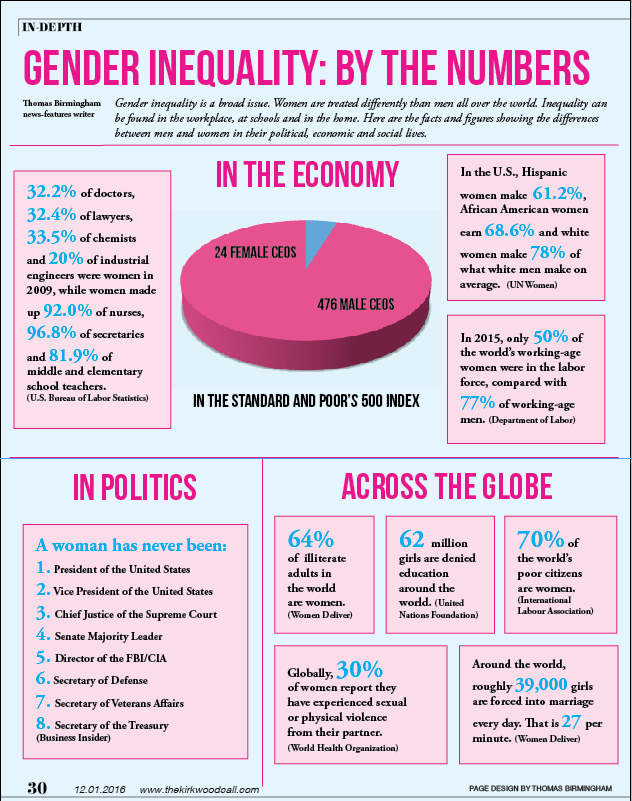 IN-DEPTH
GENDER INEQUALITY: BY THE NUMBERS
Thomas Birmingham
news-features writer
Gender inequality is a broad issue. Women are treated differently than men all over the world. Inequality can
be found in the workplace, at schools and in the home. Here are the facts and figures showing the differences
between men and women in their political, economic and social lives.
IN THE ECONOMY
32.2% of doctors,
32.4% of lawyers,
33.5% of chemists
and 20% of industrial
engineers were women in
2009, while women made
up 92.0% of nurses,
96.8% of secretaries
and 81.9% of
middle and elementary
school teachers.
(U.S. Bureau of Labor Statistics)
24 FEMALE CEOS
476 MALE CEOS
IN THE STANDARD AND POOR'S 500 INDEX
In the U.S., Hispanic
women make 61.2%,
African American women
earn 68.6% and white
women make 78% of
what white men make on
average. (UN Women)
In 2015, only 50% of
the world's working-age
women were in the labor
force, compared with
77% of working-age
men. (Department of Labor)
IN POLITICS
A woman has never been:
1. President of the United States
2. Vice President of the United States
3. Chief Justice of the Supreme Court
4. Senate Majority Leader
5. Director of the FBI/CIA
6. Secretary of Defense
7. Secretary of Veterans Affairs
8. Secretary of the Treasury
(Business Insider)
ACROSS THE GLOBE
64%
of illiterate
adults in
the world
are women.
(Women Deliver)
62 million
girls are denied
education
around the
world. (United
Nations Foundation)
70% of
the world's
poor citizens
are women.
(International
Labour Association)
Globally, 30%
of women report they
have experienced sexual
or physical violence
from their partner.
(World Health Organization)
Around the world,
roughly 39,000 girls
are forced into marriage
every day. That is 27 per
minute. (Women Deliver)
30 12.01.2016 www.thekirkwoodcall.com
PAGE DESIGN BY THOMAS BIRMINGHAM